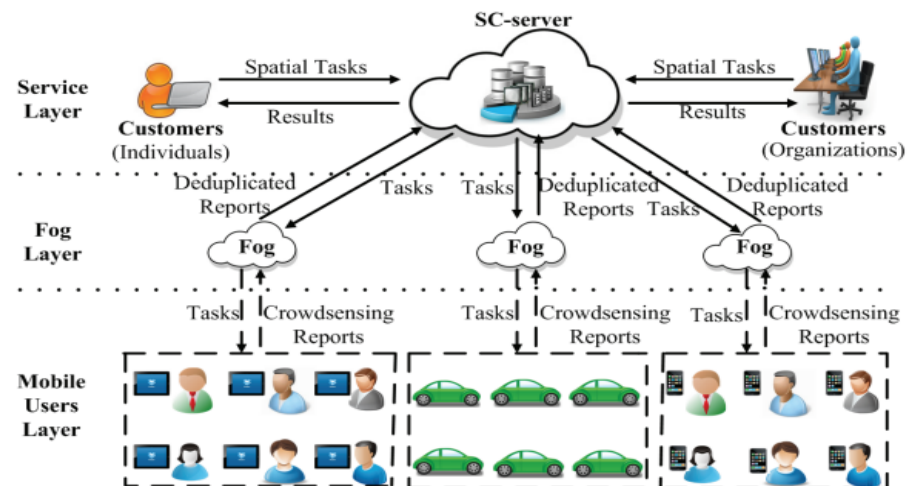 SC-server
Service
Layer
Spatial Tasks
Results
Customers
(Individuals)
Spatial Tasks
Results
Customers
(Organizations)
Deduplicated
Reports
Tasks
Tasks
Deduplicated
Reports
Tasks
Deduplicated
Reports
Fog
Layer
Fog
Fog
Fog
Tasks
Crowdsensing
Reports
Tasks
Crowdsensing
Reports
Tasks
Crowdsensing
Reports
Mobile
Users
Layer